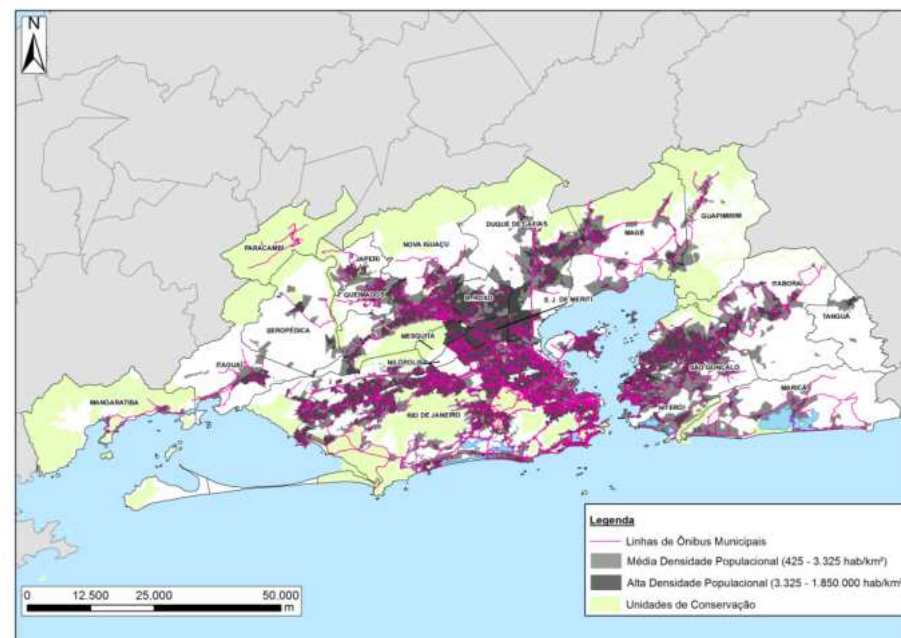 N
GUAPIMIRIM
DUQUE DE CAXIAS
MAGÉ
PARACAMBI
NOVA IGUAÇU
JAPERI
ITABORAÍ
QUEIMADOS
B. ROXO
S. J. DE MERITI
TANGUÁ
SEROPÉDICA
MESQUITA
ITAGUAÍ
NILÓPOLIS
SÃO GONÇALO
MANGARATIBA
MARICÁ
RIO DE JANEIRO
NITERÓI
Legenda
Linhas de Ônibus Municipais
Média Densidade Populacional (425 - 3.325 hab/km²)
Alta Densidade Populacional (3.325 - 1.850.000 hab/km²
Unidades de Conservação
0 12.500 25.000 50.000
m